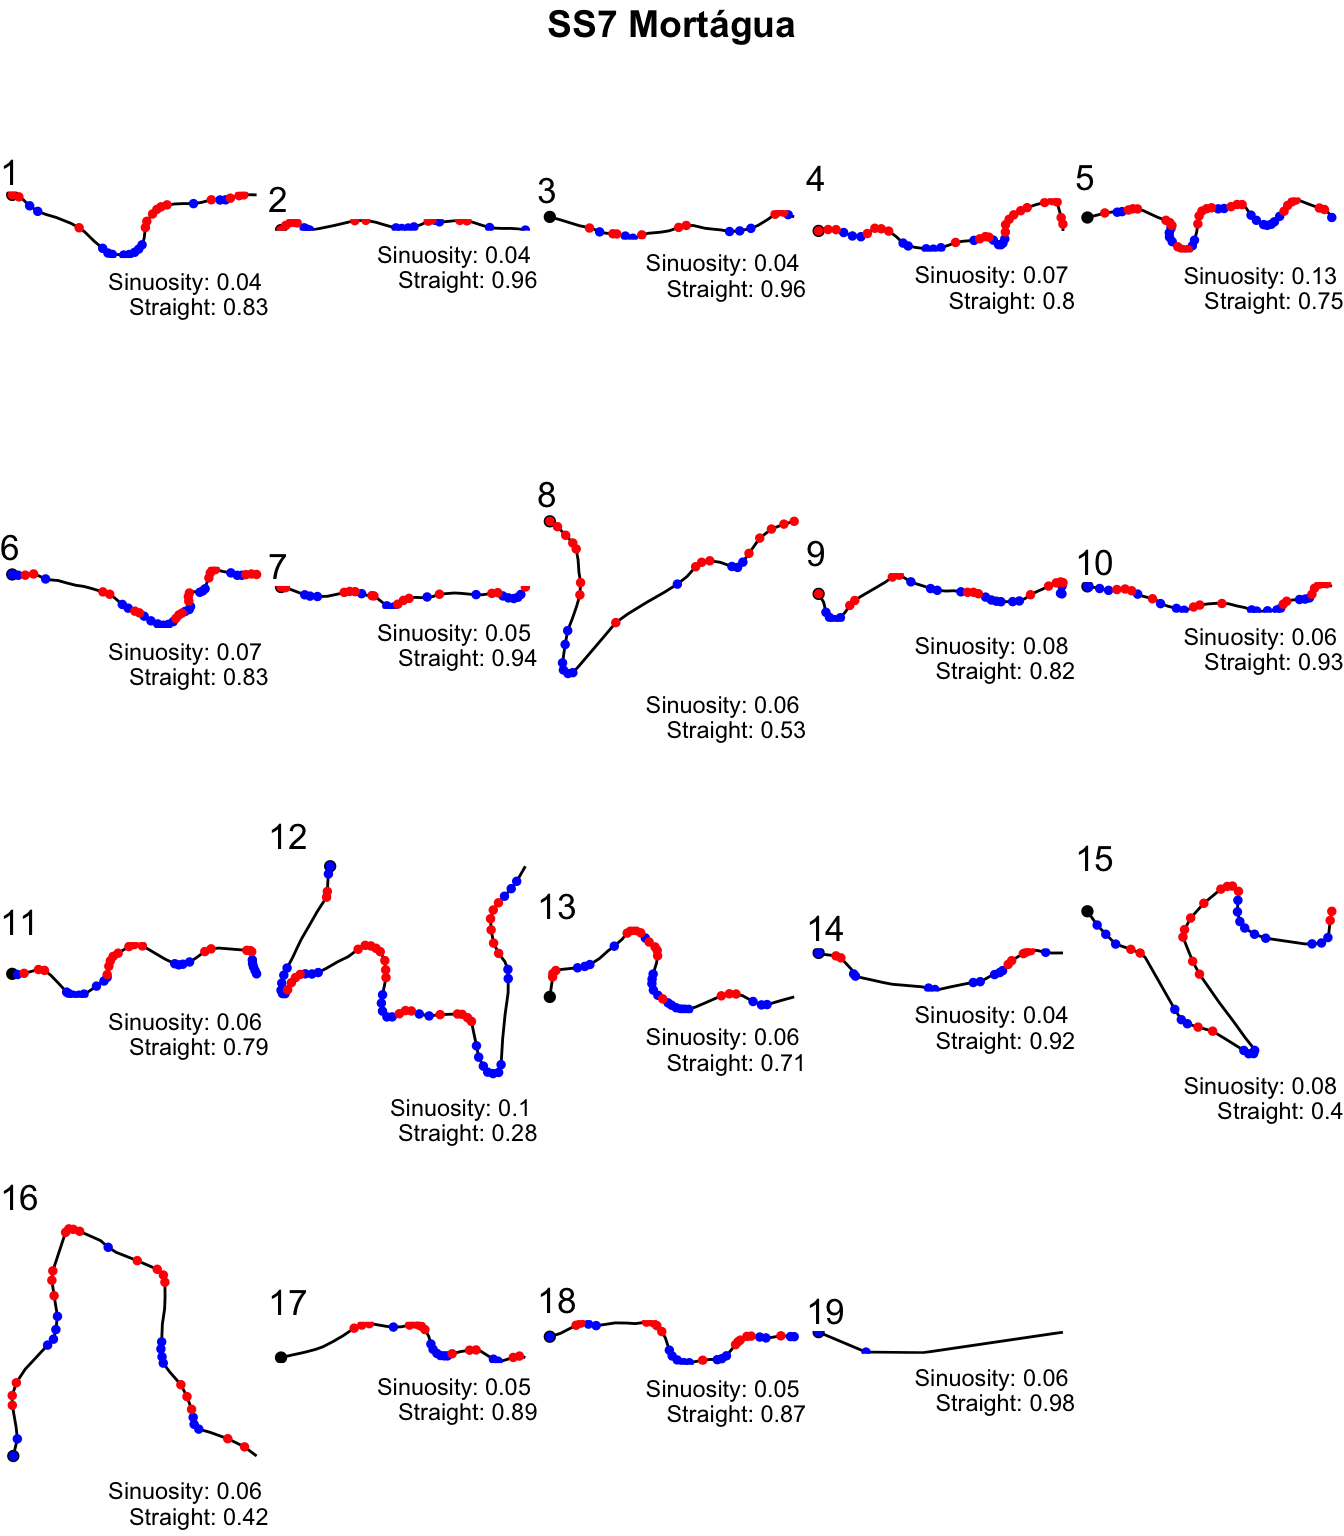 SS7 Mortágua
1
Sinuosity: 0.04
Straight: 0.83
2
Sinuosity: 0.04
Straight: 0.96
3
Sinuosity: 0.04
Straight: 0.96
4
Sinuosity: 0.07
Straight: 0.8
5
Sinuosity: 0.13
Straight: 0.75
6
Sinuosity: 0.07
Straight: 0.83
7
Sinuosity: 0.05
Straight: 0.94
8
Sinuosity: 0.06
Straight: 0.53
9
Sinuosity: 0.08
Straight: 0.82
10
Sinuosity: 0.06
Straight: 0.93
11
Sinuosity: 0.06
Straight: 0.79
12
Sinuosity: 0.1
Straight: 0.28
13
Sinuosity: 0.06
Straight: 0.71
14
Sinuosity: 0.04
Straight: 0.92
15
Sinuosity: 0.08
Straight: 0.4
16
Sinuosity: 0.06
Straight: 0.42
17
Sinuosity: 0.05
Straight: 0.89
18
Sinuosity: 0.05
Straight: 0.87
19
Sinuosity: 0.06
Straight: 0.98